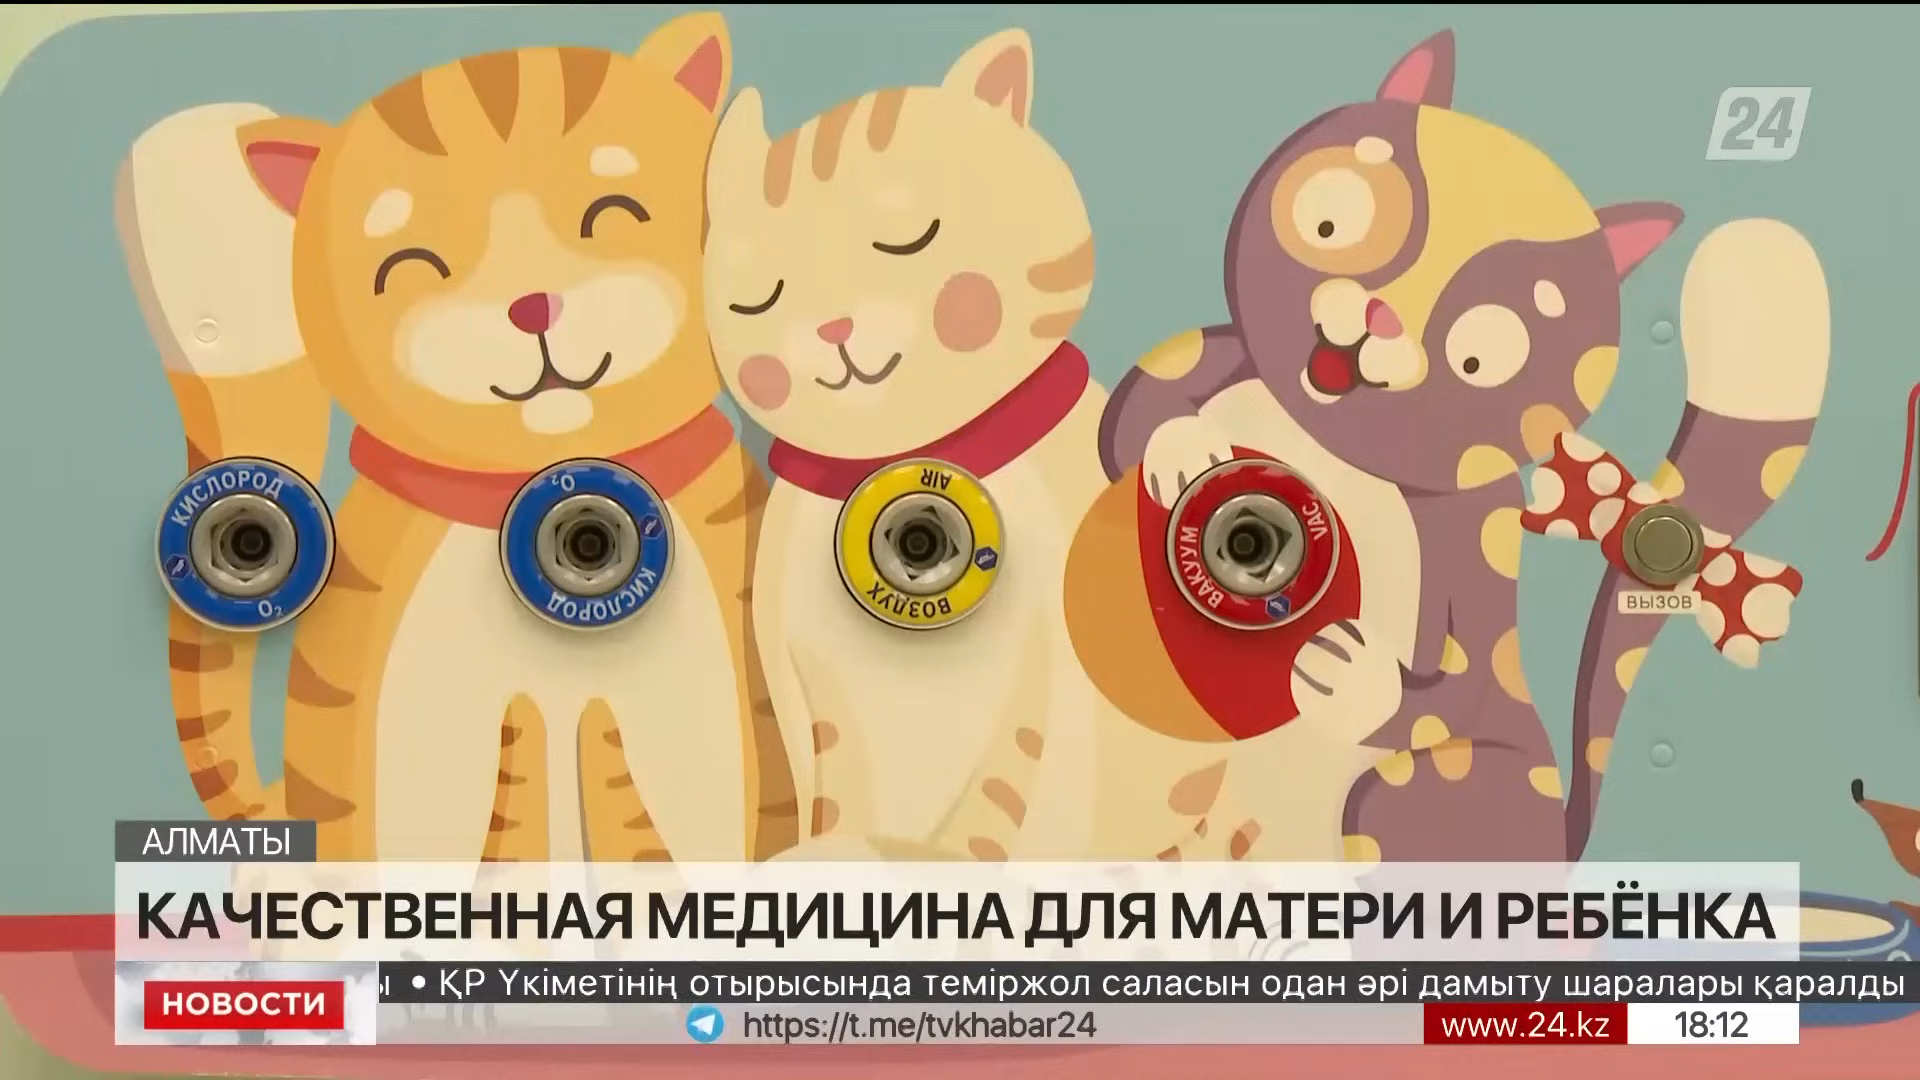 24
КИСЛОРОД
O₂
O₂
КИСЛОРОД
AIR
ВОЗДУХ
VAC
ВАКУУМ
ВЫЗОВ
АЛМАТЫ
КАЧЕСТВЕННАЯ МЕДИЦИНА ДЛЯ МАТЕРИ И РЕБЁНКА
• ҚР Үкіметінің отырысында теміржол саласын одан әрі дамыту шаралары қаралды
НОВОСТИ
https://t.me/tvkhabar24
www.24.kz
18:12